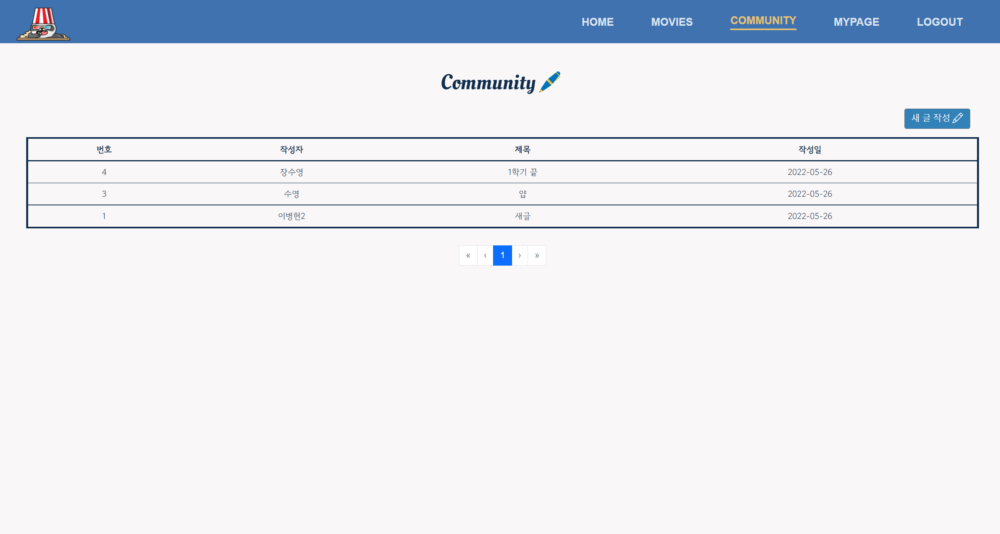 HOME MOVIES COMMUNITY MYPAGE LOGOUT
Community
새 글 작성
번호 작성자 제목 작성일
4 장수영 1학기 끝 2022-05-26
3 수영 얍 2022-05-26
1 이병헌2 새글 2022-05-26
« ‹ 1 › »